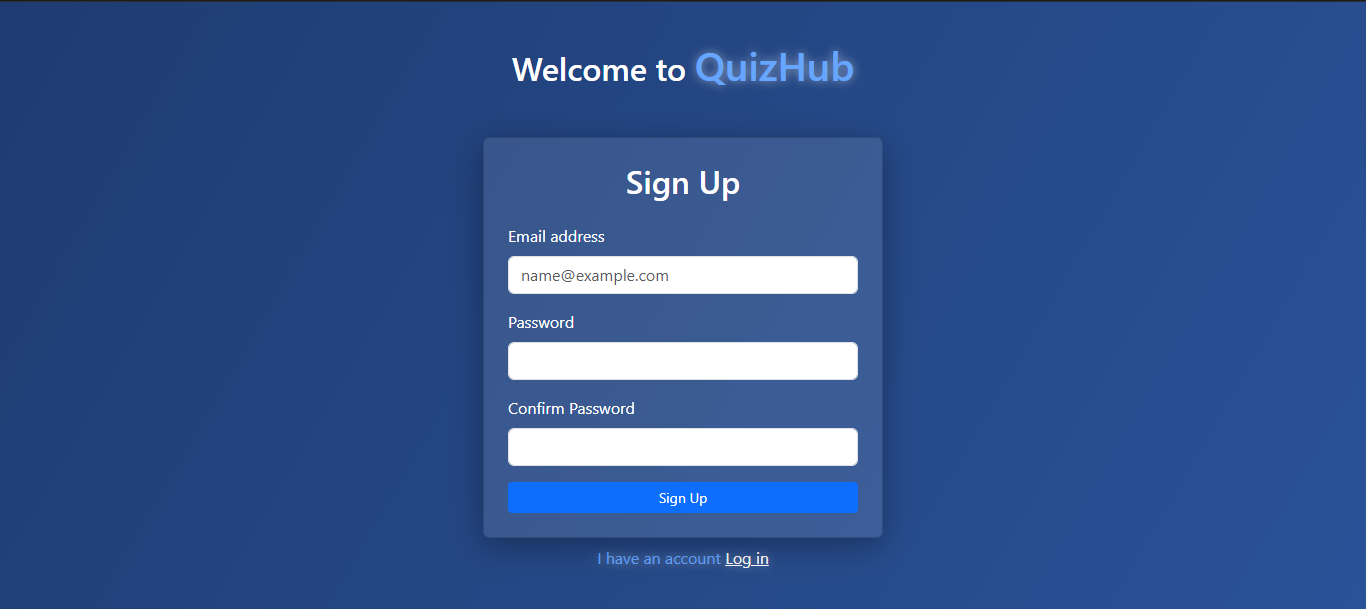 Welcome to QuizHub
Sign Up
Email address
name@example.com
Password
Confirm Password
Sign Up
I have an account Log in